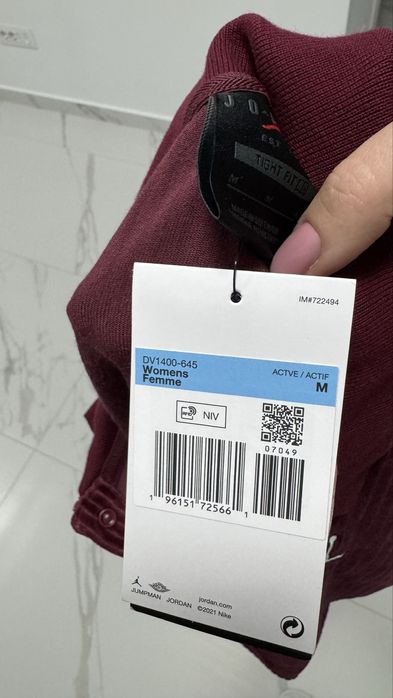 J O
TIGHT FIT
M
IM#722494
DV1400-645
Womens
Femme
ACTVE / ACTIF
M
RFID
NIV
07049
1 96151 72566 1
JUMPMAN
JORDAN
jordan.com
©2021 Nike